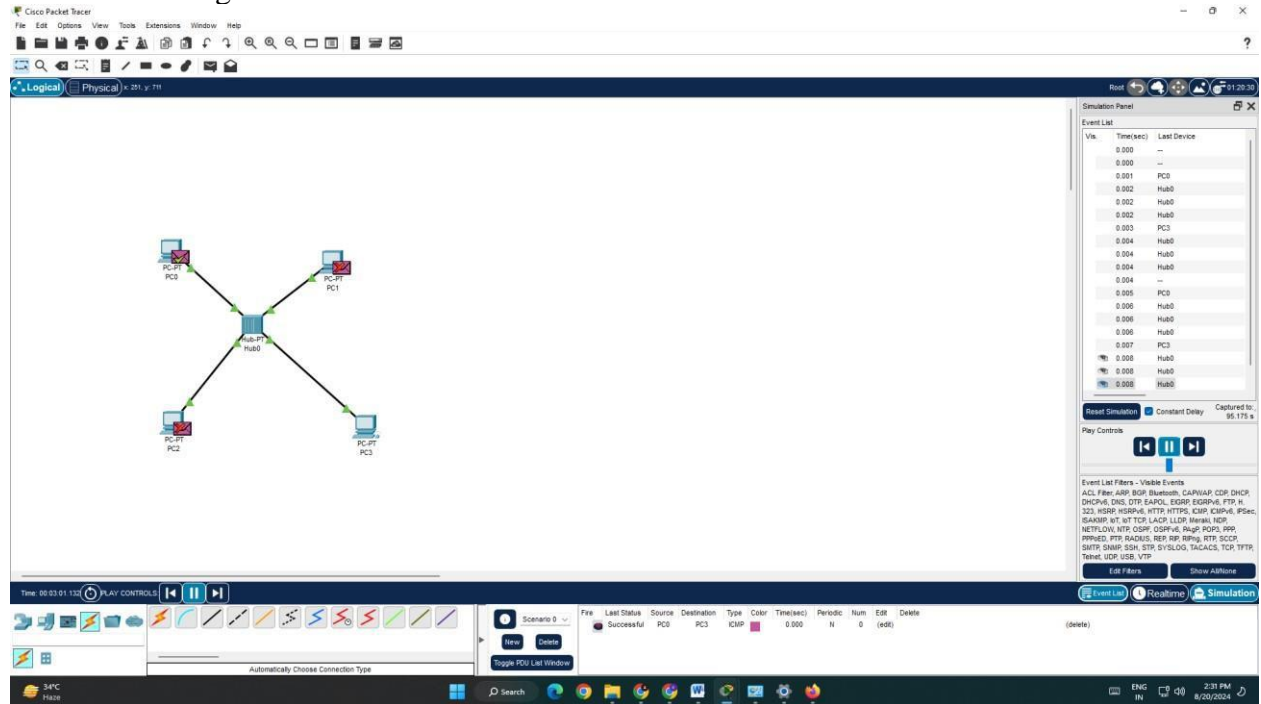 Cisco Packet Tracer
File Edit Options View Tools Extensions Window Help
?
Logical Physical x: 251, y: 711
Root 01:20:30
Simulation Panel
Event List
Vis. Time(sec) Last Device
0.000 --
0.000 --
0.001 PC0
0.002 Hub0
0.002 Hub0
0.002 Hub0
0.003 PC3
0.004 Hub0
0.004 Hub0
0.004 Hub0
0.004 --
0.005 PC0
0.006 Hub0
0.006 Hub0
0.006 Hub0
0.007 PC3
0.008 Hub0
0.008 Hub0
0.008 Hub0
Reset Simulation Constant Delay Captured to:
95.175 s
Play Controls
Event List Filters - Visible Events
ACL Filter, ARP, BGP, Bluetooth, CAPWAP, CDP, DHCP,
DHCPv6, DNS, DTP, EAPOL, EIGRP, EIGRPv6, FTP, H.
323, HSRP, HSRPv6, HTTP, HTTPS, ICMP, ICMPv6, IPSec,
ISAKMP, IoT, IoT TCP, LACP, LLDP, Meraki, NDP,
NETFLOW, NTP, OSPF, OSPFv6, PAgP, POP3, PPP,
PPPoED, PTP, RADIUS, REP, RIP, RIPng, RTP, SCCP,
SMTP, SNMP, SSH, STP, SYSLOG, TACACS, TCP, TFTP,
Telnet, UDP, USB, VTP
Edit Filters Show All/None
PC-PT
PC0
PC-PT
PC1
Hub-PT
Hub0
PC-PT
PC2
PC-PT
PC3
Time: 00:03:01.132 PLAY CONTROLS:
Event List Realtime Simulation
Scenario 0
New Delete
Toggle PDU List Window
Fire Last Status Source Destination Type Color Time(sec) Periodic Num Edit Delete
Successful PC0 PC3 ICMP 0.000 N 0 (edit) (delete)
Automatically Choose Connection Type
34°C
Haze
Search
ENG
IN
2:31 PM
8/20/2024